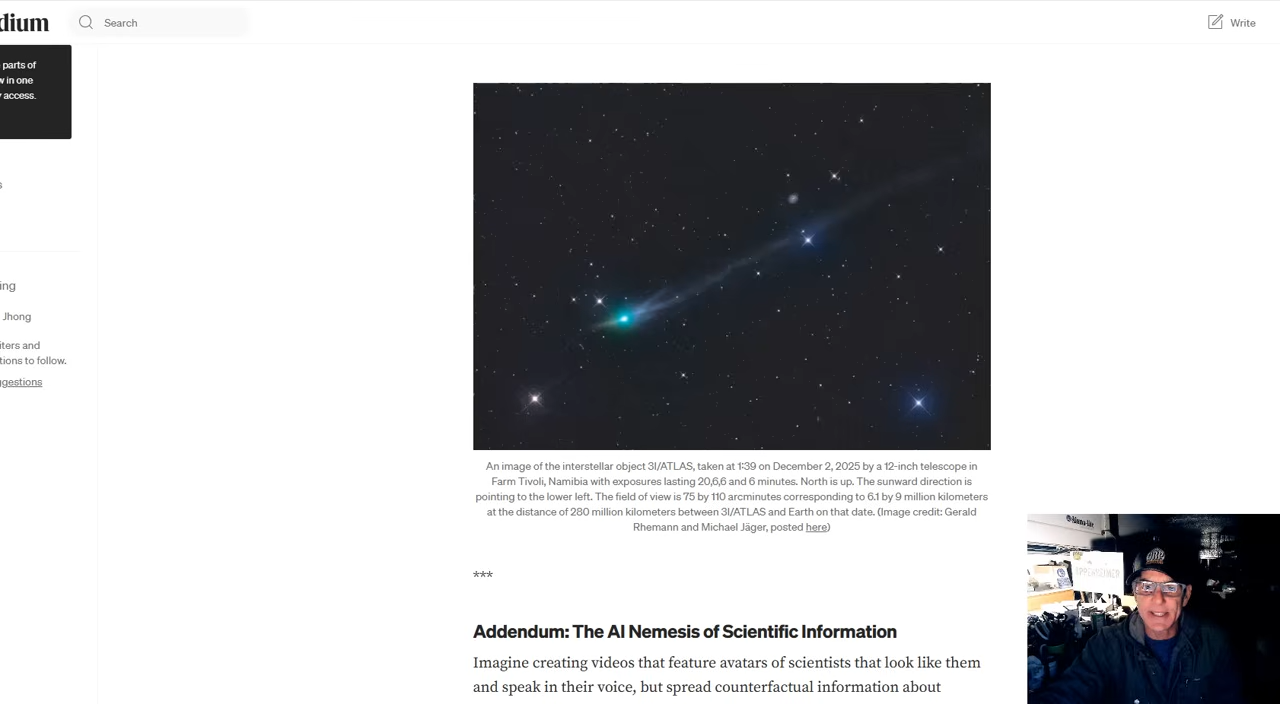 dium
Search
Write
parts of
w in one
access.
s
ing
Jhong
iters and
tions to follow.
ggestions
An image of the interstellar object 3I/ATLAS, taken at 1:39 on December 2, 2025 by a 12-inch telescope in
Farm Tivoli, Namibia with exposures lasting 20,6,6 and 6 minutes. North is up. The sunward direction is
pointing to the lower left. The field of view is 75 by 110 arcminutes corresponding to 6.1 by 9 million kilometers
at the distance of 280 million kilometers between 3I/ATLAS and Earth on that date. (Image credit: Gerald
Rhemann and Michael Jäger, posted here)
***
Addendum: The AI Nemesis of Scientific Information
Imagine creating videos that feature avatars of scientists that look like them
and speak in their voice, but spread counterfactual information about